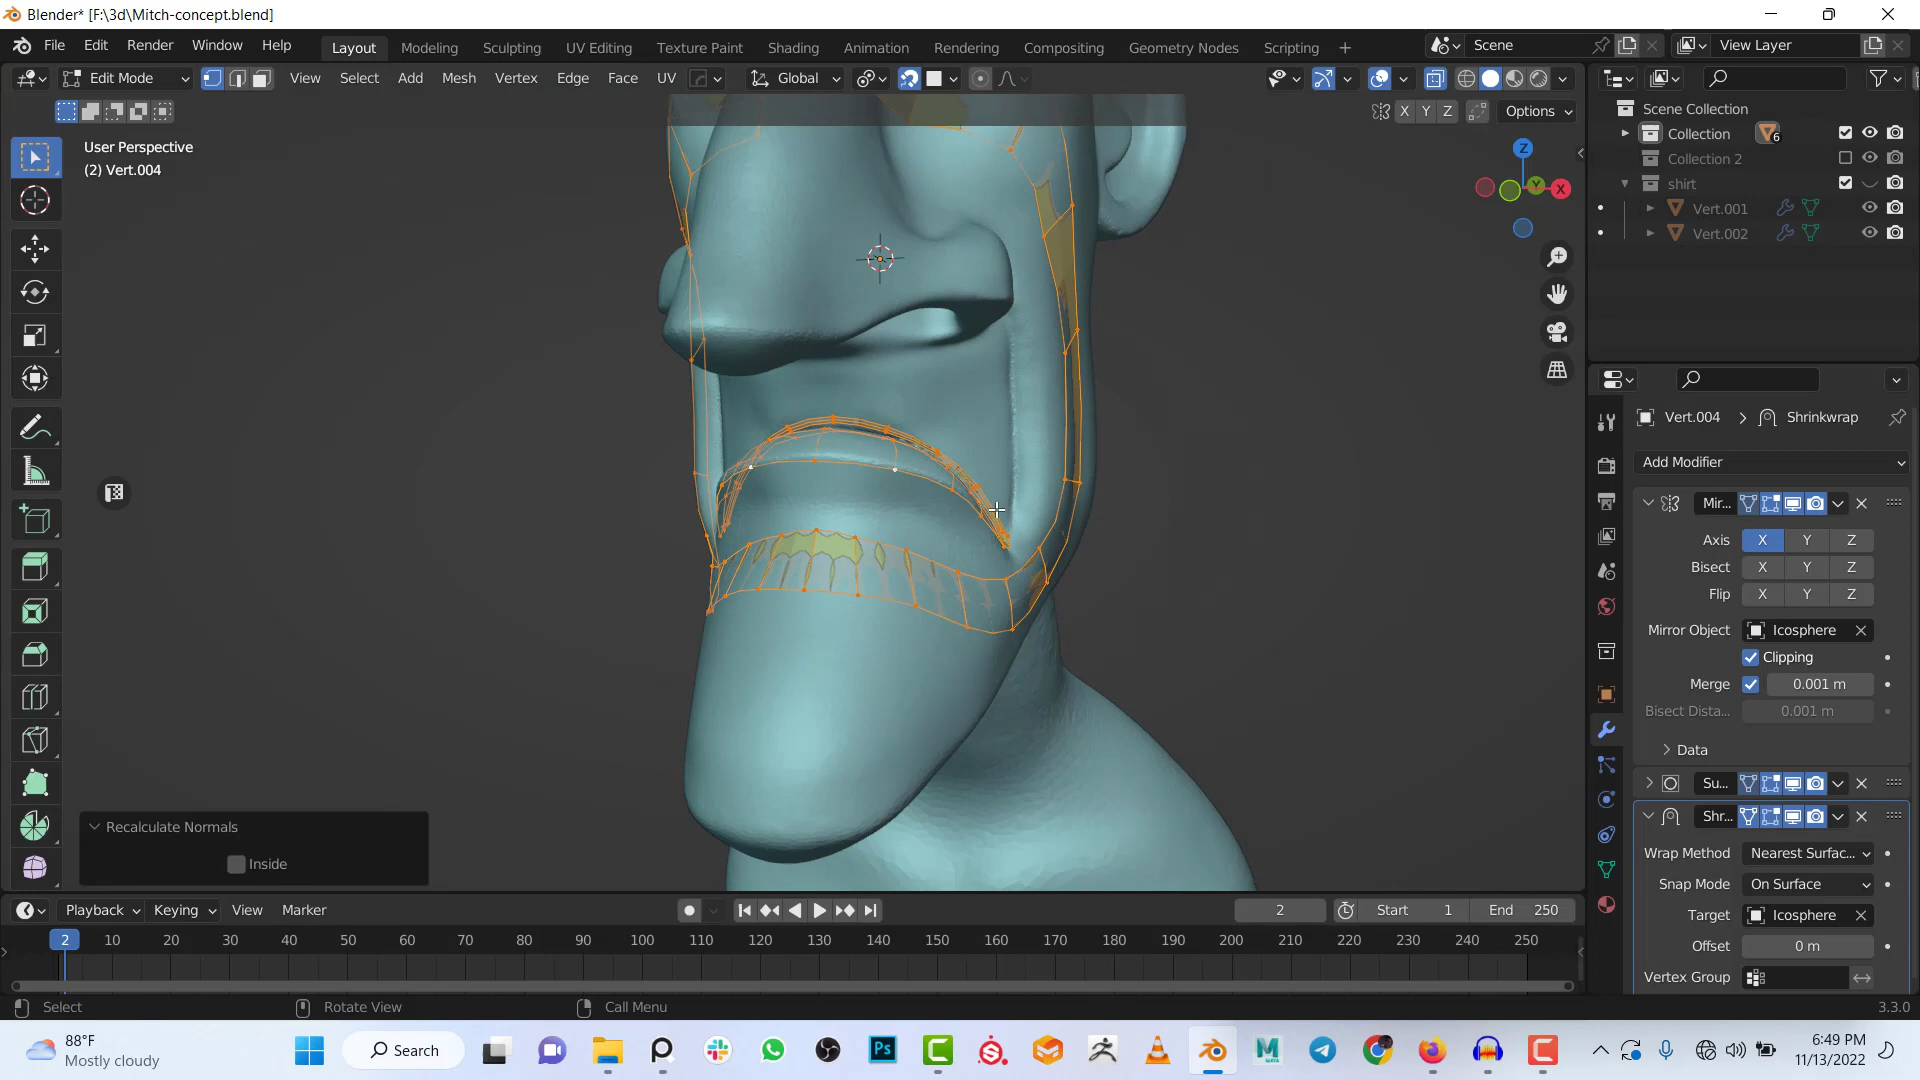 Blender* [F:\3d\Mitch-concept.blend]
File Edit Render Window Help
Layout Modeling Sculpting UV Editing Texture Paint Shading Animation Rendering Compositing Geometry Nodes Scripting +
Scene
View Layer
Edit Mode
View Select Add Mesh Vertex Edge Face UV
Global
X Y Z
Options
User Perspective
(2) Vert.004
Z
Y
X
Scene Collection
Collection
6
Collection 2
shirt
Vert.001
Vert.002
Vert.004 > Shrinkwrap
Add Modifier
Mir...
Axis X Y Z
Bisect X Y Z
Flip X Y Z
Mirror Object Icosphere
Clipping
Merge 0.001 m
Bisect Dista... 0.001 m
Data
Su...
Shr...
Wrap Method Nearest Surfac...
Snap Mode On Surface
Target Icosphere
Offset 0 m
Vertex Group
Recalculate Normals
Inside
Playback Keying View Marker
2
Start 1
End 250
2 10 20 30 40 50 60 70 80 90 100 110 120 130 140 150 160 170 180 190 200 210 220 230 240 250
Select
Rotate View
Call Menu
3.3.0
88°F
Mostly cloudy
Search
Ps
6:49 PM
11/13/2022